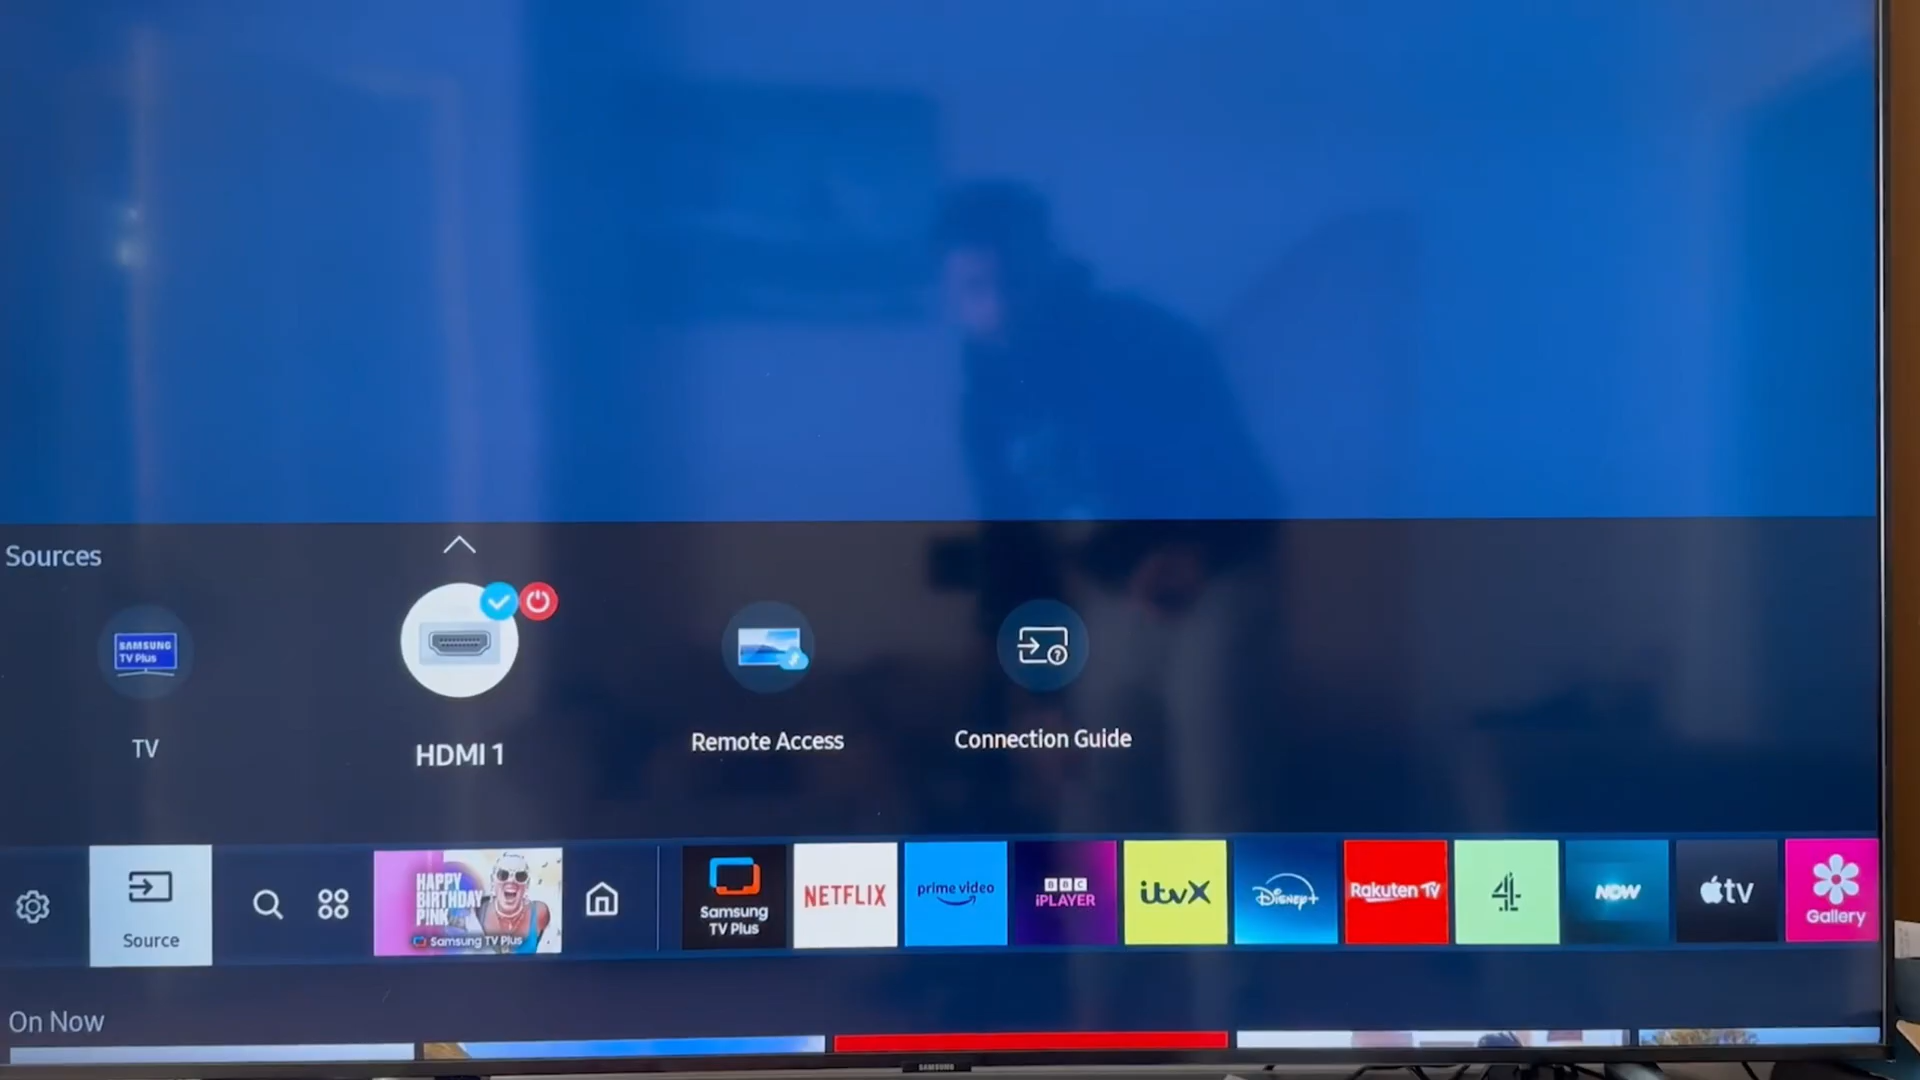 Sources
SAMSUNG
TV Plus
TV
HDMI 1
Remote Access
Connection Guide
Source
HAPPY
BIRTHDAY
PINK
Samsung TV Plus
Samsung
TV Plus
NETFLIX
prime video
BBC
iPLAYER
itvX
Disney+
Rakuten TV
4
NOW
tv
Gallery
On Now
SAMSUNG